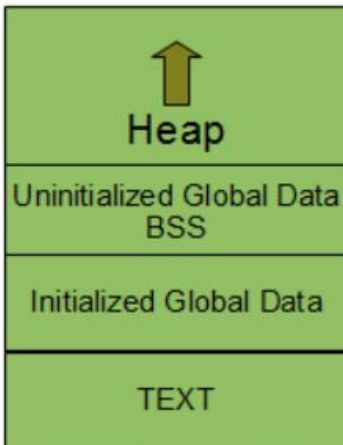 Heap
Uninitialized Global Data
BSS
Initialized Global Data
TEXT